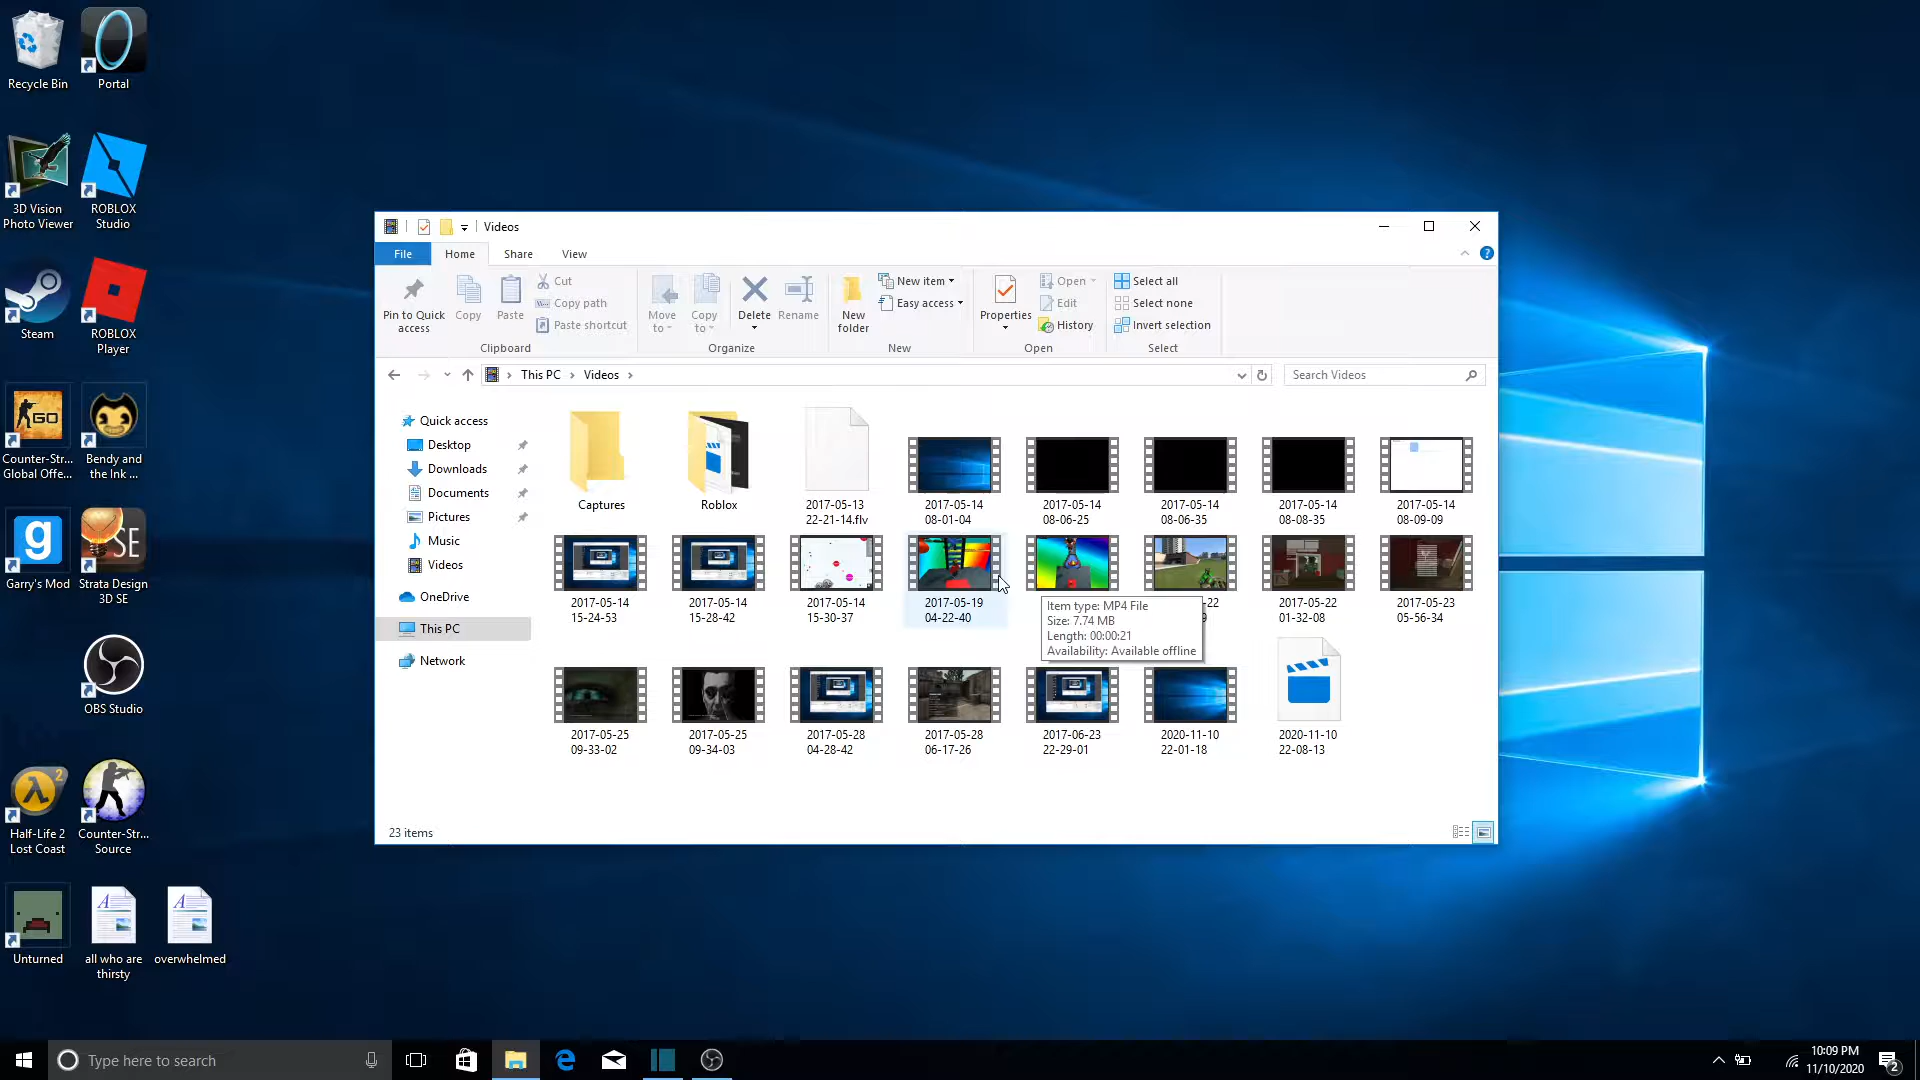 Recycle Bin
Portal
3D Vision
Photo Viewer
ROBLOX
Studio
Steam
ROBLOX
Player
GO
Counter-Str...
Global Offe...
Bendy and
the Ink ...
g
Garry's Mod
SE
Strata Design
3D SE
OBS Studio
2
Half-Life 2
Lost Coast
Counter-Str...
Source
Unturned
all who are
thirsty
overwhelmed
Videos
File
Home
Share
View
Pin to Quick
access
Copy
Paste
Cut
Copy path
Paste shortcut
Clipboard
Move
to
Copy
to
Delete
Rename
Organize
New
folder
New item
Easy access
New
Properties
Open
Edit
History
Open
Select all
Select none
Invert selection
Select
This PC
Videos
Search Videos
Quick access
Desktop
Downloads
Documents
Pictures
Music
Videos
OneDrive
This PC
Network
Captures
Roblox
2017-05-13
22-21-14.flv
2017-05-14
08-01-04
2017-05-14
08-06-25
2017-05-14
08-06-35
2017-05-14
08-08-35
2017-05-14
08-09-09
2017-05-14
15-24-53
2017-05-14
15-28-42
2017-05-14
15-30-37
2017-05-19
04-22-40
22
9
Item type: MP4 File
Size: 7.74 MB
Length: 00:00:21
Availability: Available offline
2017-05-22
01-32-08
2017-05-23
05-56-34
2017-05-25
09-33-02
2017-05-25
09-34-03
2017-05-28
04-28-42
2017-05-28
06-17-26
2017-06-23
22-29-01
2020-11-10
22-01-18
2020-11-10
22-08-13
23 items
Type here to search
10:09 PM
11/10/2020
2